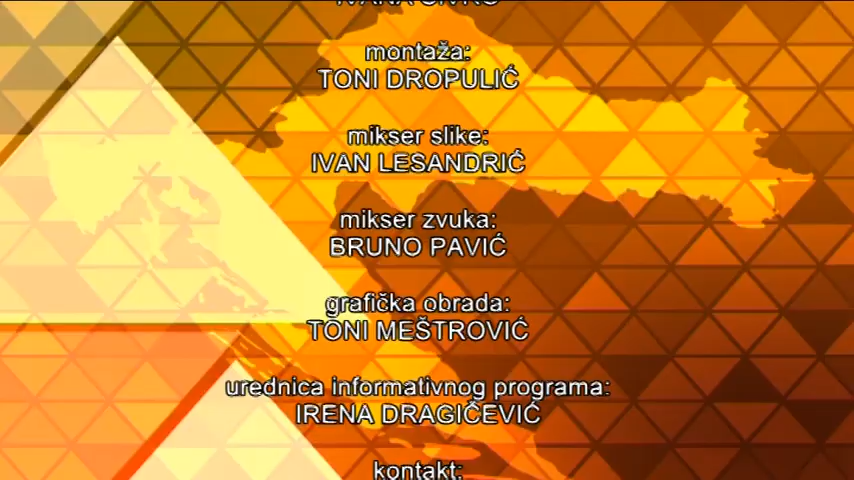 montaža:
TONI DROPULIĆ
mikser slike:
IVAN LESANDRIĆ
mikser zvuka:
BRUNO PAVIĆ
grafička obrada:
TONI MEŠTROVIĆ
urednica informativnog programa:
IRENA DRAGIČEVIĆ
kontakt: